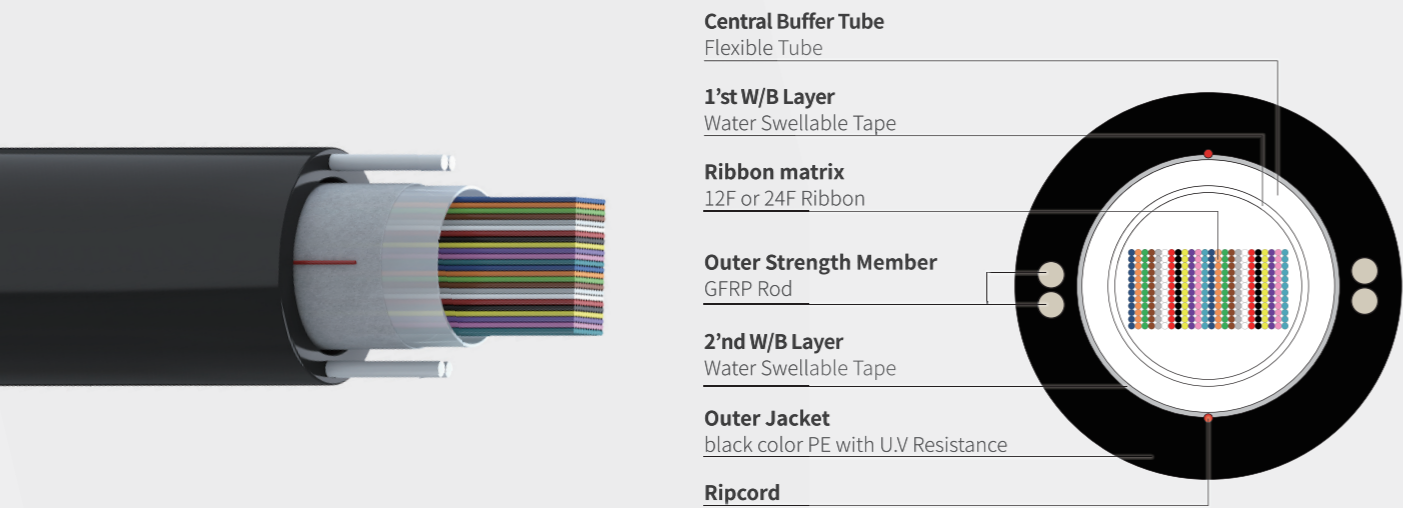 Central Buffer Tube
Flexible Tube
1'st W/B Layer
Water Swellable Tape
Ribbon matrix
12F or 24F Ribbon
Outer Strength Member
GFRP Rod
2'nd W/B Layer
Water Swellable Tape
Outer Jacket
black color PE with U.V Resistance
Ripcord